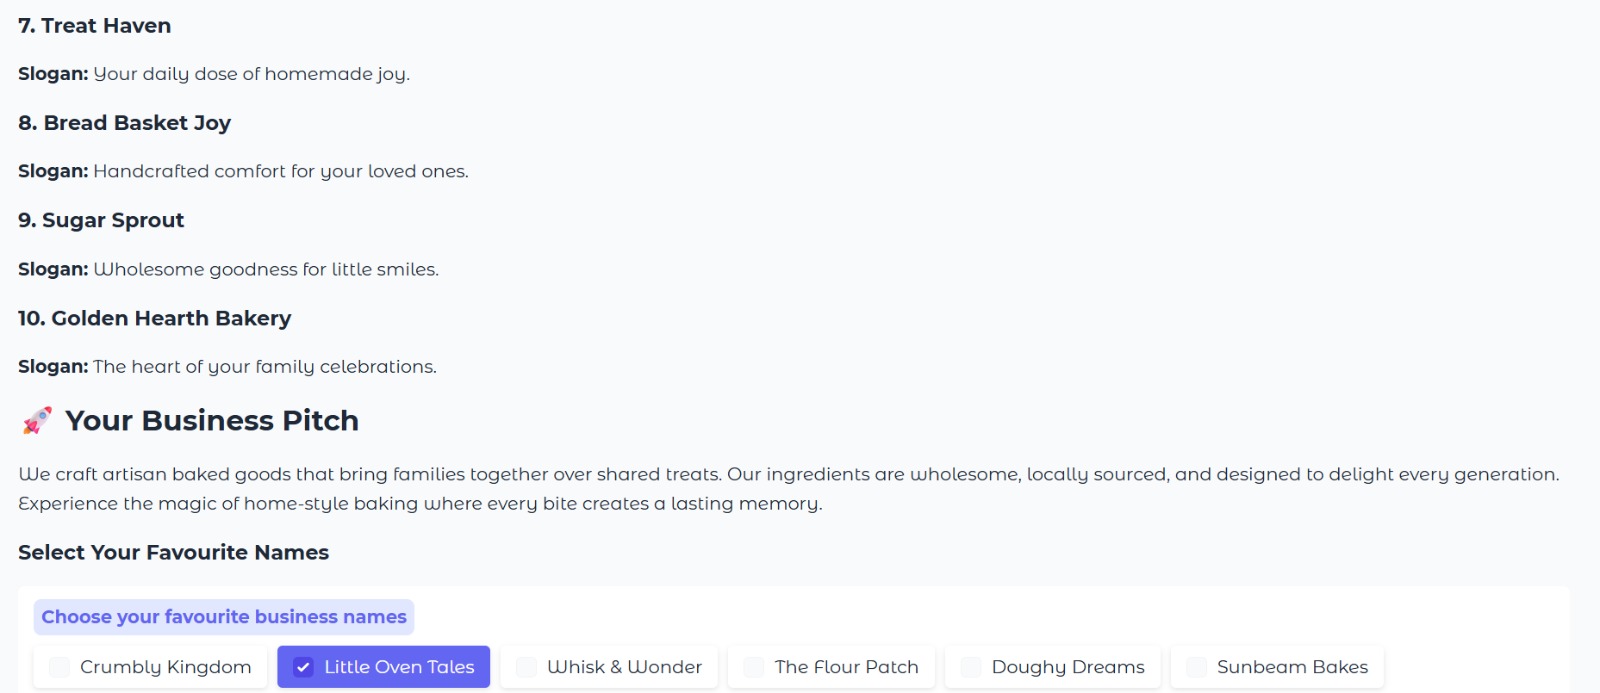 7. Treat Haven
Slogan: Your daily dose of homemade joy.
8. Bread Basket Joy
Slogan: Handcrafted comfort for your loved ones.
9. Sugar Sprout
Slogan: Wholesome goodness for little smiles.
10. Golden Hearth Bakery
Slogan: The heart of your family celebrations.
🚀 Your Business Pitch
We craft artisan baked goods that bring families together over shared treats. Our ingredients are wholesome, locally sourced, and designed to delight every generation.
Experience the magic of home-style baking where every bite creates a lasting memory.
Select Your Favourite Names
Choose your favourite business names
Crumbly Kingdom Little Oven Tales Whisk & Wonder The Flour Patch Doughy Dreams Sunbeam Bakes